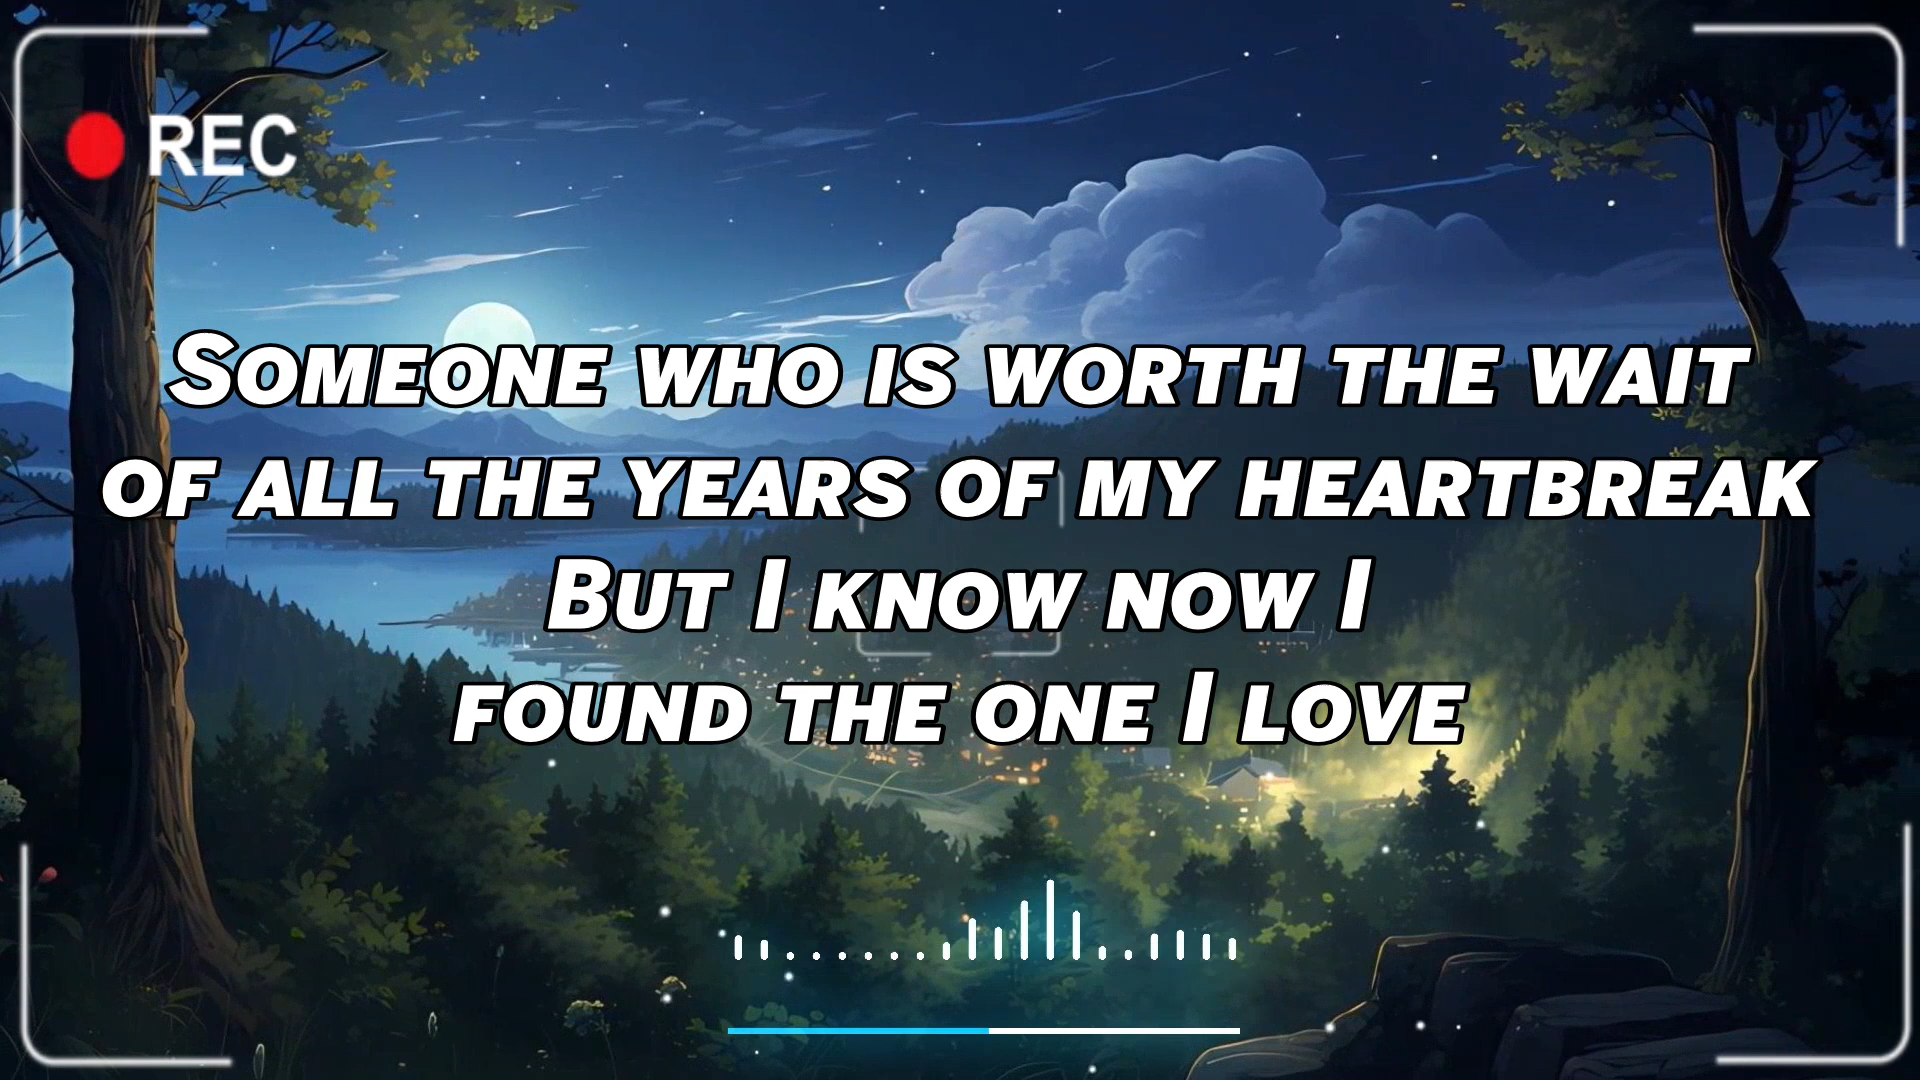 REC
Someone who is worth the wait
of all the years of my heartbreak
But I know now I
found the one I love